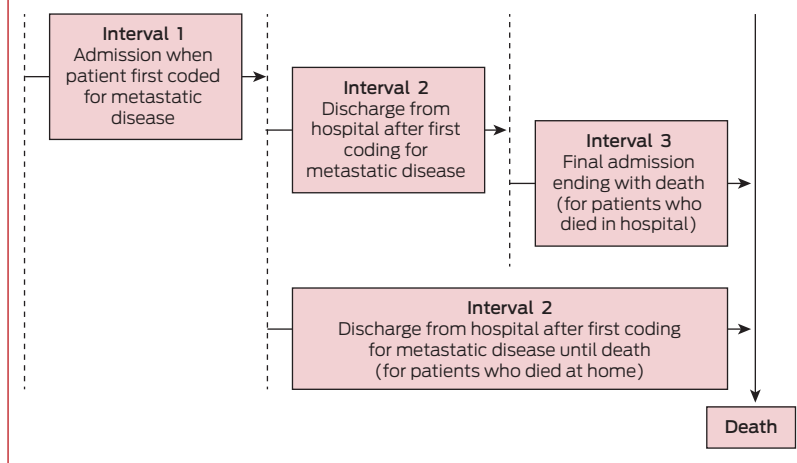 Interval 1
Admission when
patient first coded
for metastatic
disease
Interval 2
Discharge from
hospital after first
coding for
metastatic disease
Interval 3
Final admission
ending with death
(for patients who
died in hospital)
Interval 2
Discharge from hospital after first coding
for metastatic disease until death
(for patients who died at home)
Death